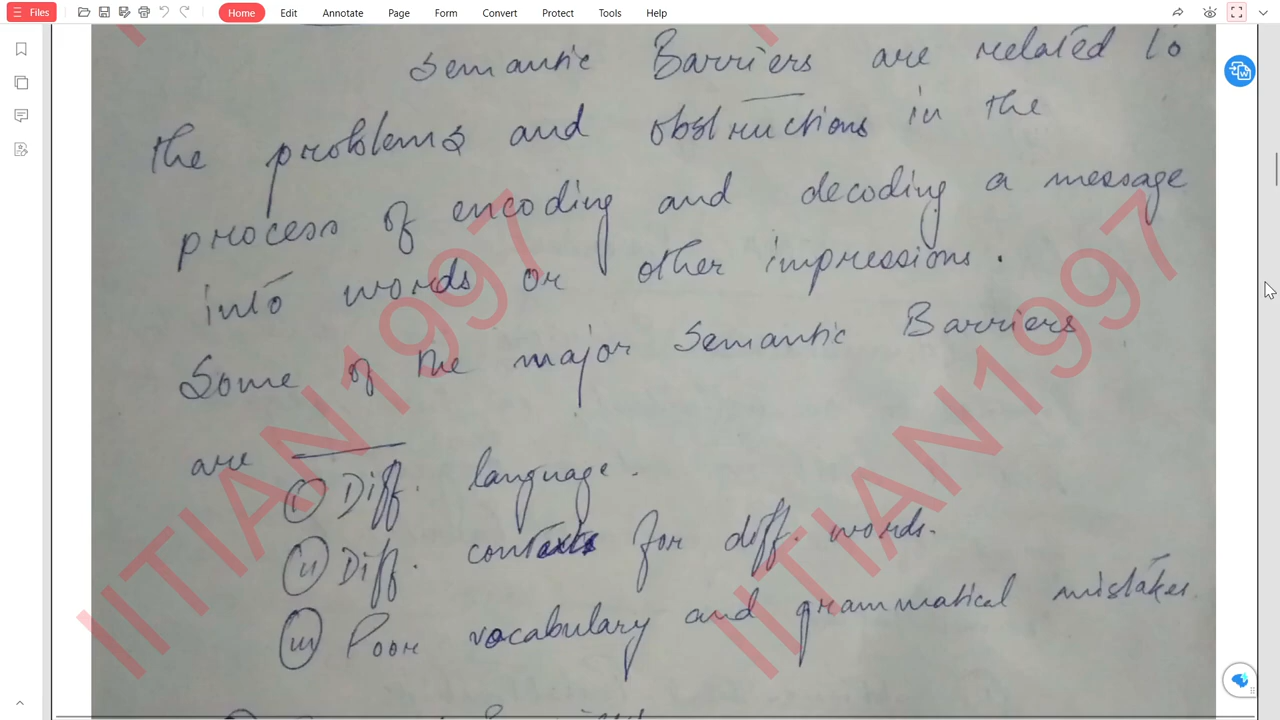 Files
Home
Edit
Annotate
Page
Form
Convert
Protect
Tools
Help
Semantic Barriers are related to
the problems and obstructions in the
process of encoding and decoding a message
into words or other impressions.
Some of the major Semantic Barriers
are
(i) Diff. language.
(ii) Diff. contexts for diff. words.
(iii) Poor vocabulary and grammatical mistakes.
IITIAN1997
IITIAN1997